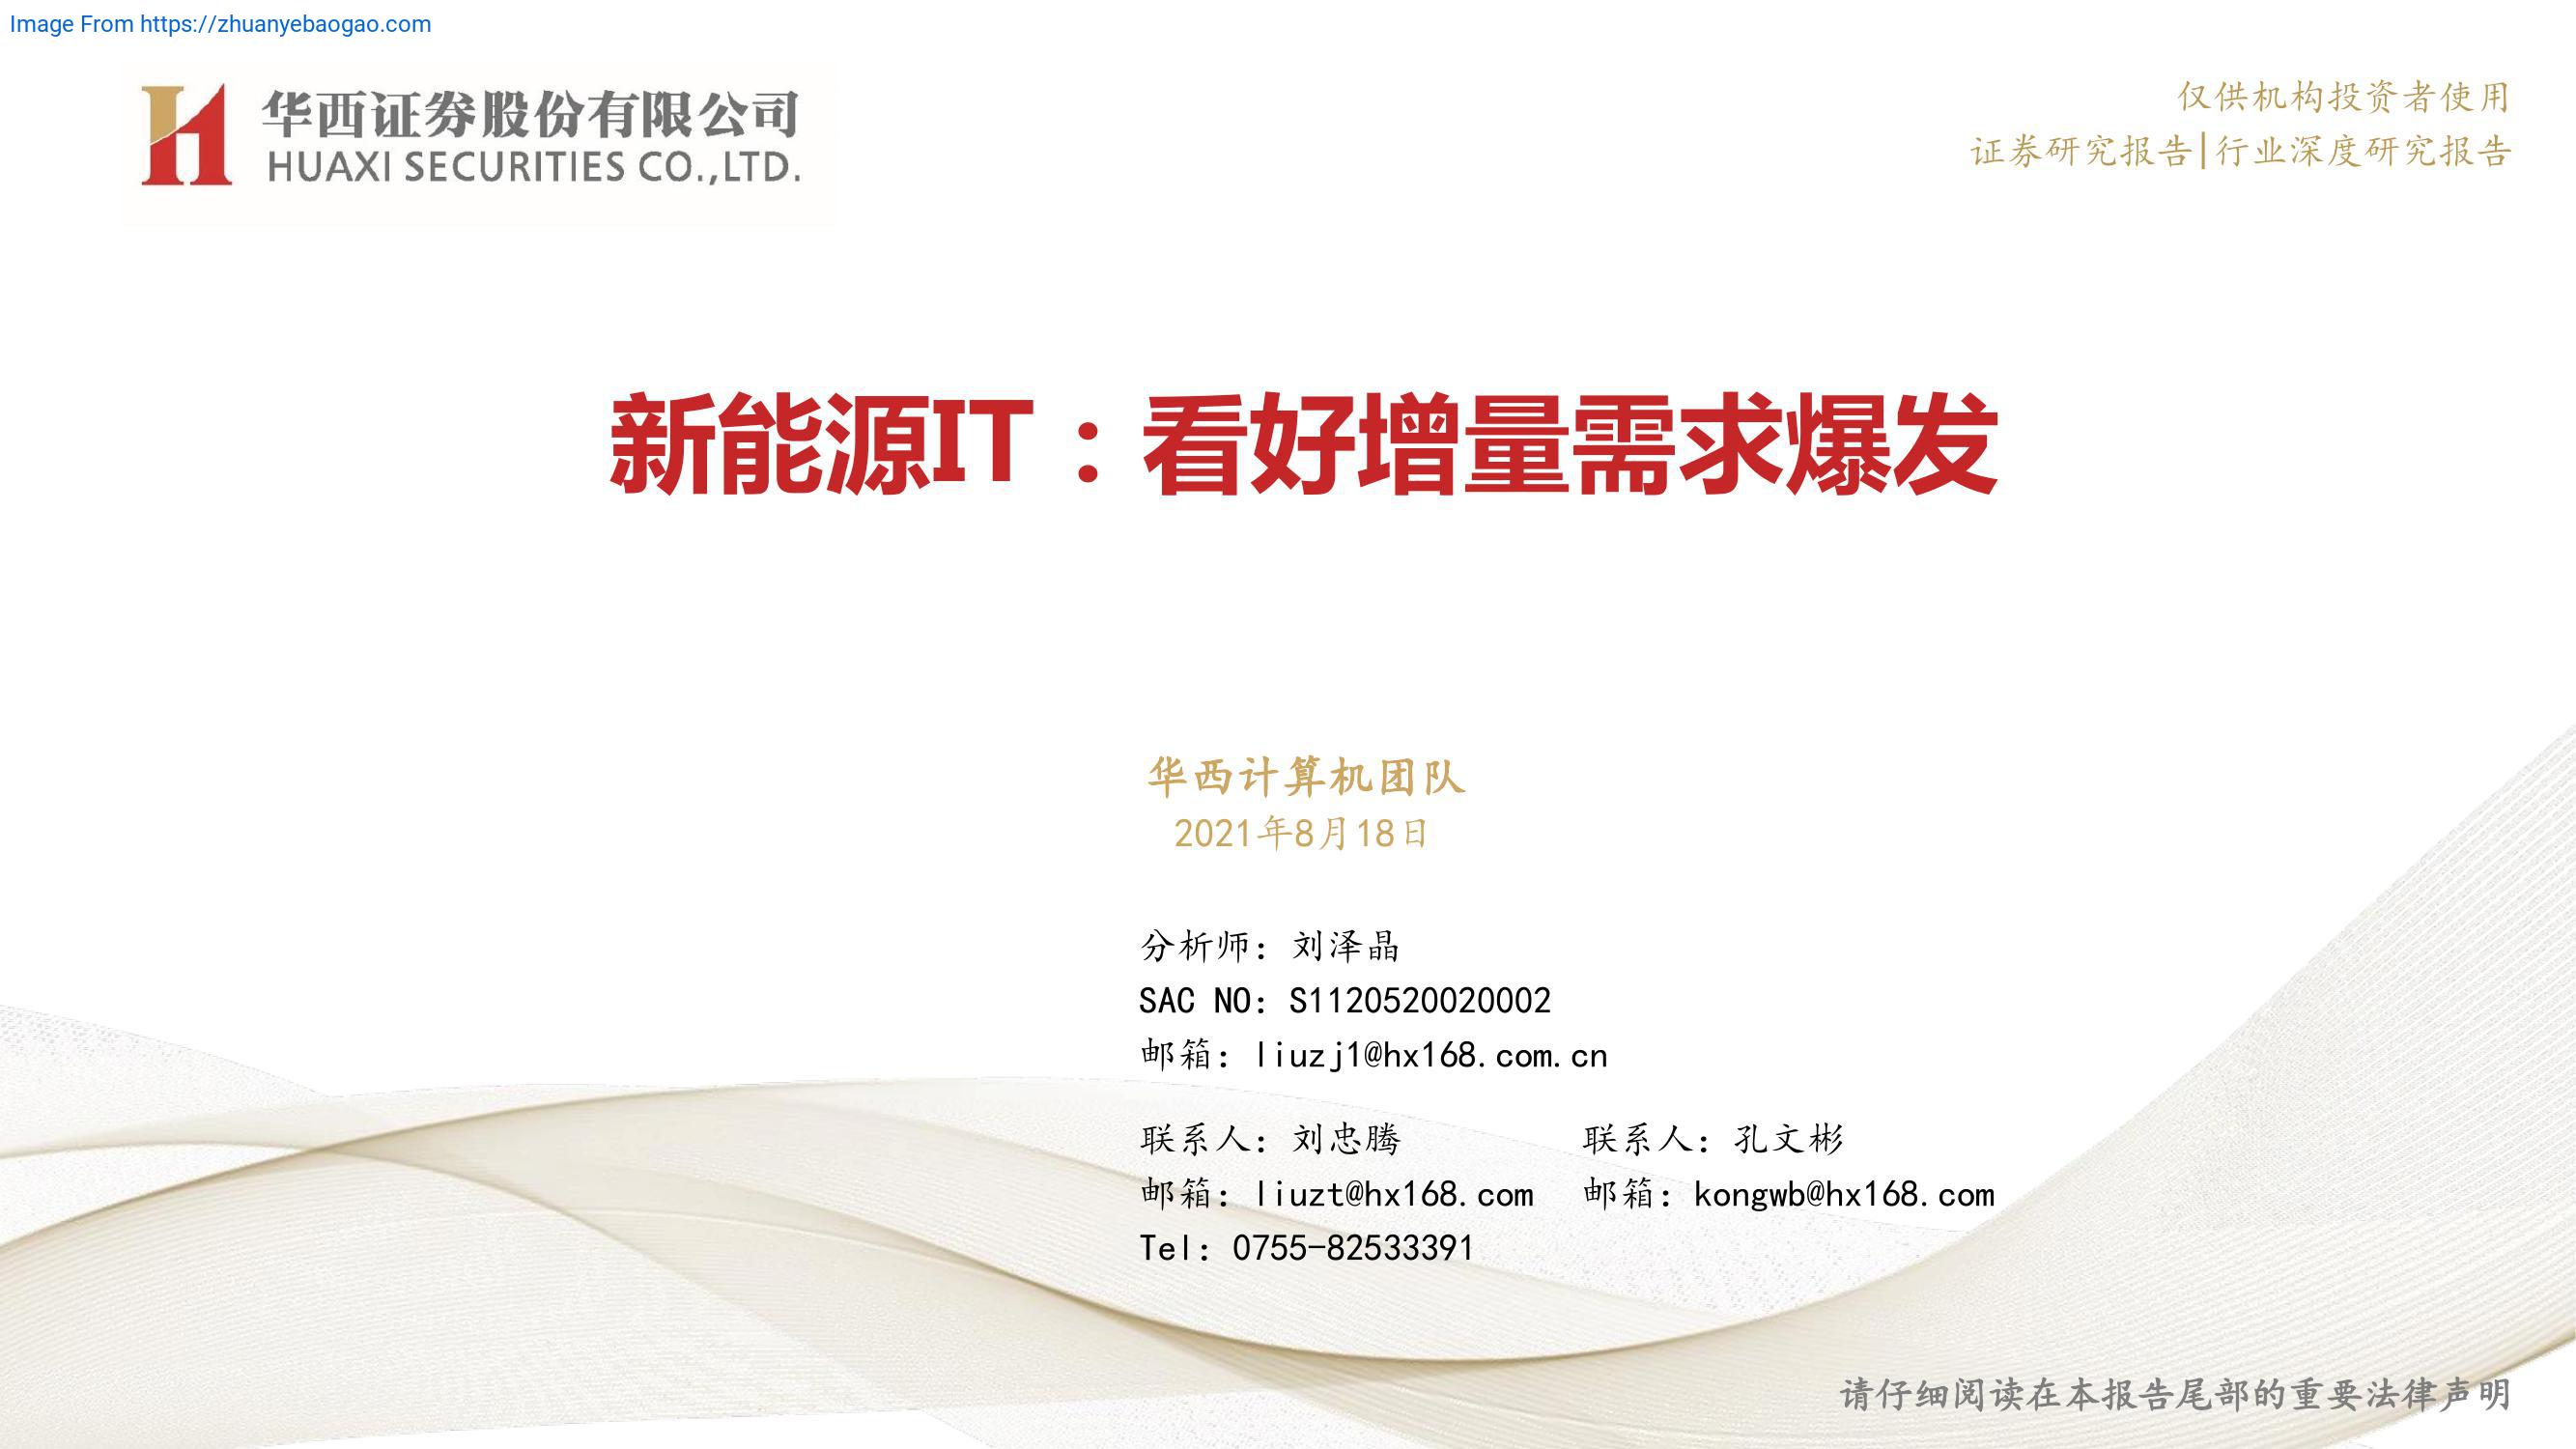 Image From https://zhuanyebaogao.com
华西证券股份有限公司
HUAXI SECURITIES CO.,LTD.
仅供机构投资者使用
证券研究报告|行业深度研究报告
新能源IT：看好增量需求爆发
华西计算机团队
2021年8月18日
分析师：刘泽晶
SAC NO：S1120520020002
邮箱：liuzj1@hx168.com.cn
联系人：刘忠腾 联系人：孔文彬
邮箱：liuzt@hx168.com 邮箱：kongwb@hx168.com
Tel：0755-82533391
请仔细阅读在本报告尾部的重要法律声明